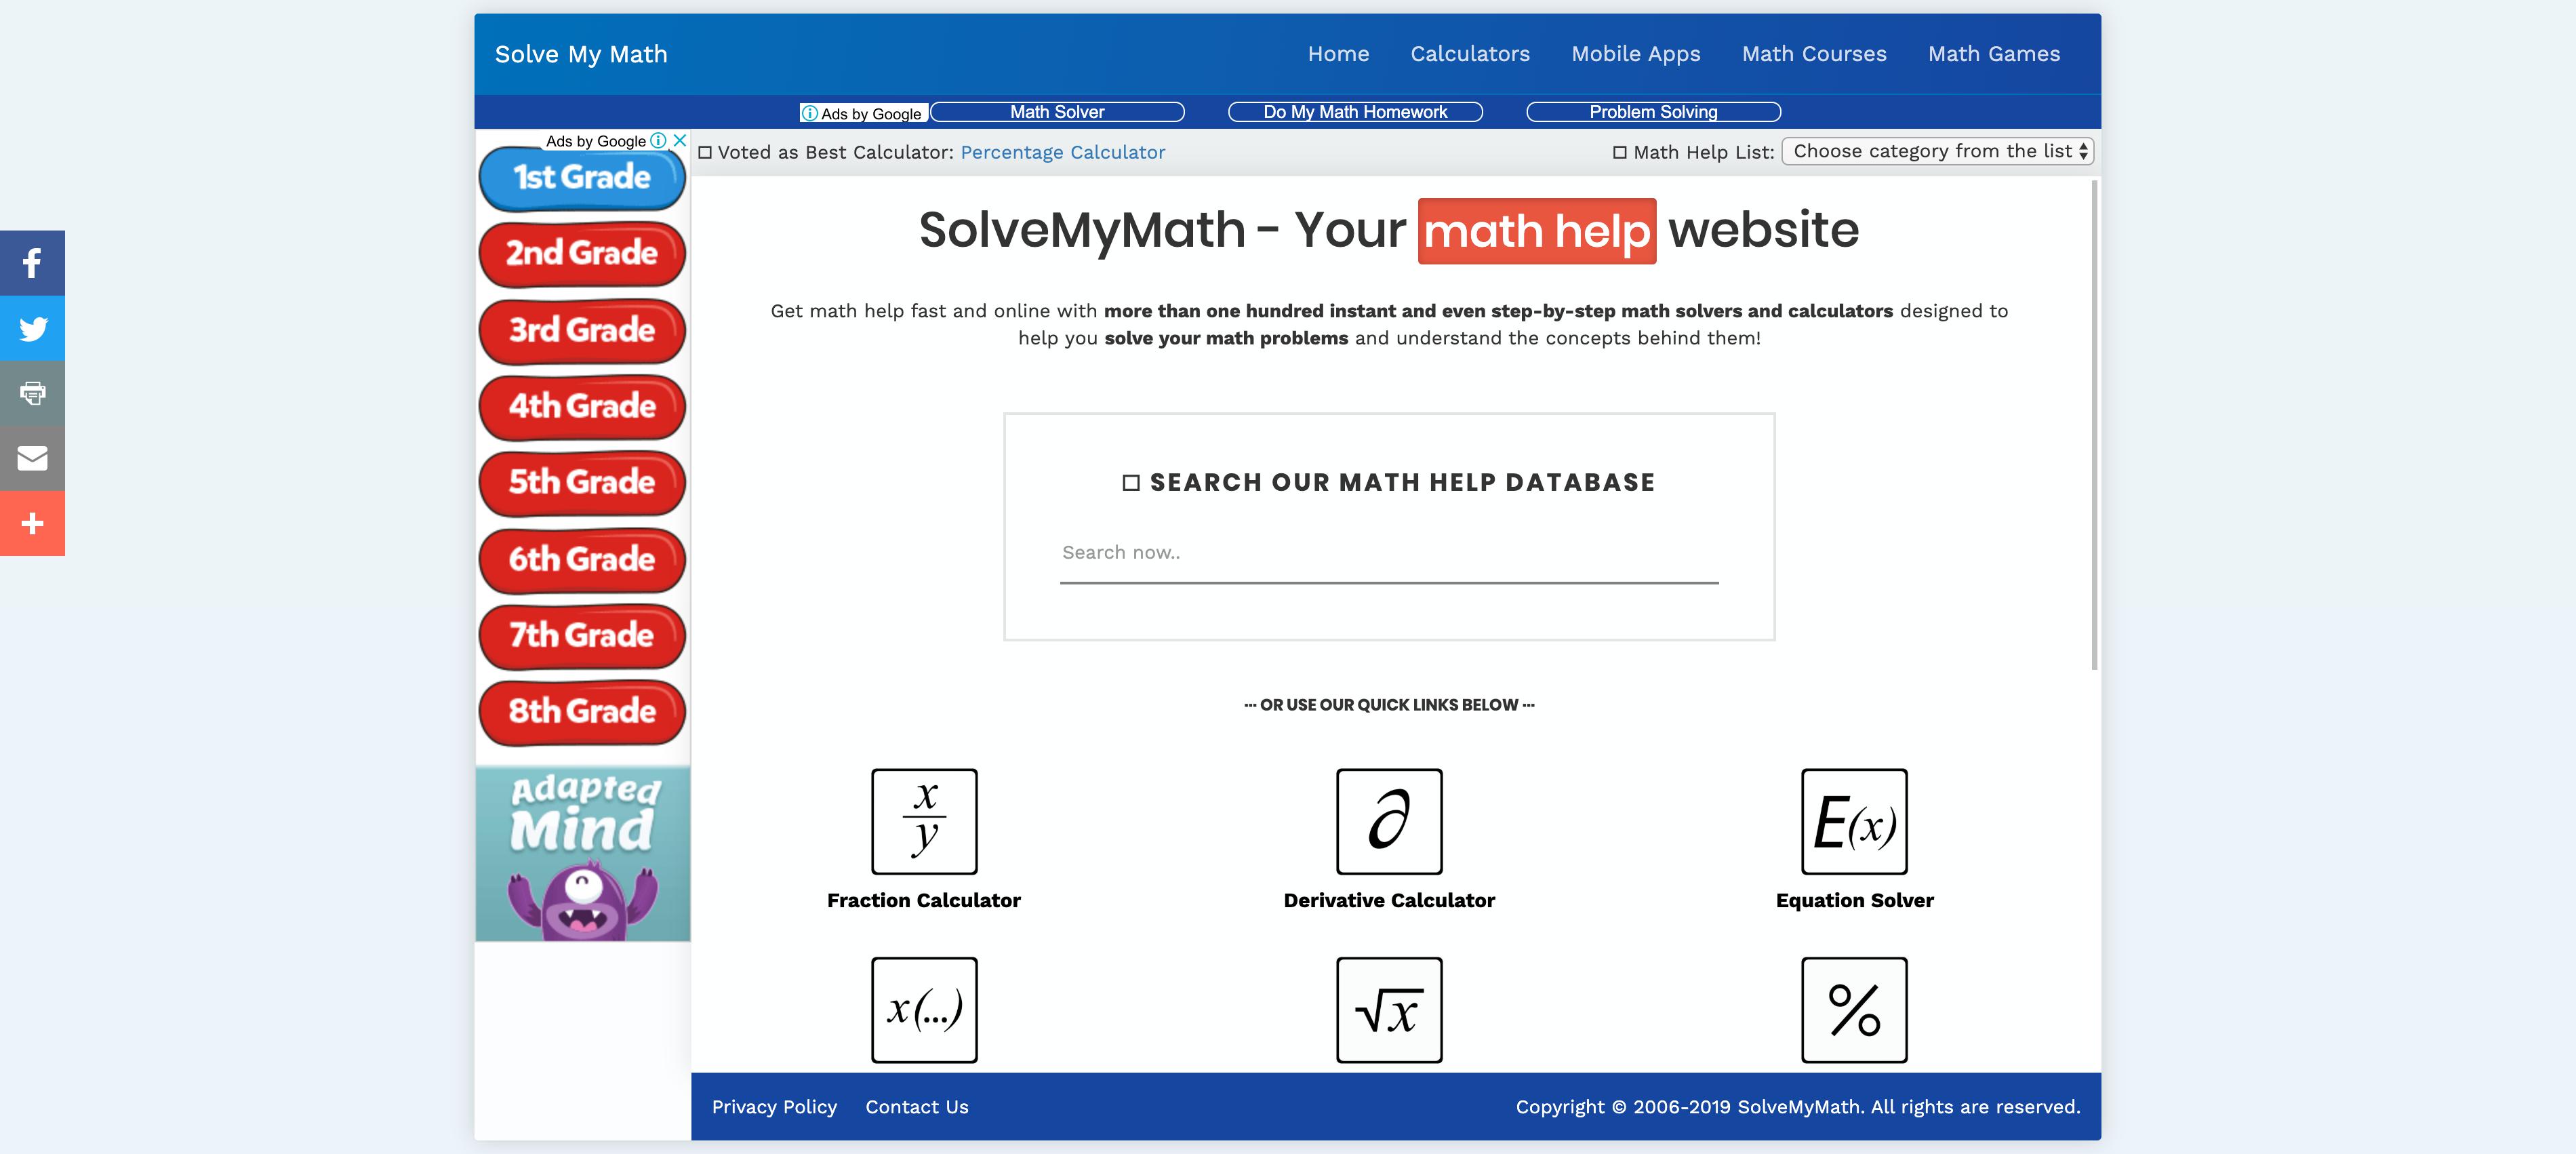 Solve My Math
Home Calculators Mobile Apps Math Courses Math Games
Ads by Google Math Solver Do My Math Homework Problem Solving
Ads by Google
1st Grade
2nd Grade
3rd Grade
4th Grade
5th Grade
6th Grade
7th Grade
8th Grade
Adapted
Mind
Voted as Best Calculator: Percentage Calculator
Math Help List: Choose category from the list
SolveMyMath - Your math help website
Get math help fast and online with more than one hundred instant and even step-by-step math solvers and calculators designed to
help you solve your math problems and understand the concepts behind them!
SEARCH OUR MATH HELP DATABASE
Search now..
... OR USE OUR QUICK LINKS BELOW ...
x
y
∂
E(x)
Fraction Calculator
Derivative Calculator
Equation Solver
x(...)
√x
%
Privacy Policy Contact Us
Copyright © 2006-2019 SolveMyMath. All rights are reserved.